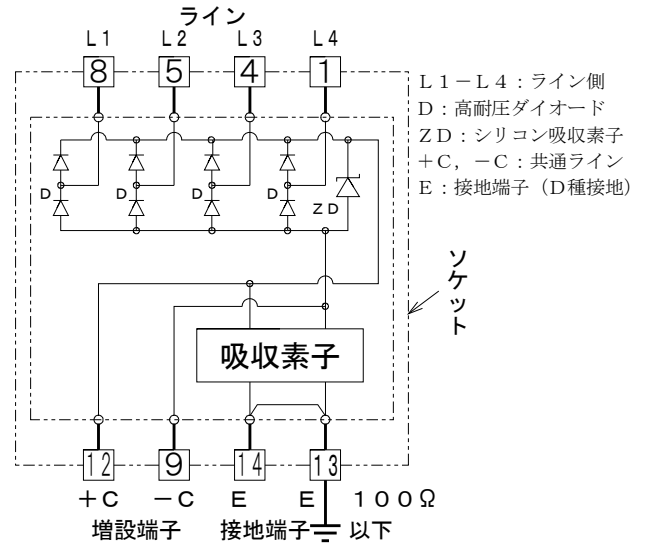 ライン
L1 L2 L3 L4
8 5 4 1
L1－L4：ライン側
D：高耐圧ダイオード
ZD：シリコン吸収素子
＋C，－C：共通ライン
E：接地端子（D種接地）
D D D D
ZD
ソケット
吸収素子
12 9 14 13
＋C －C E E 100Ω
増設端子 接地端子 以下